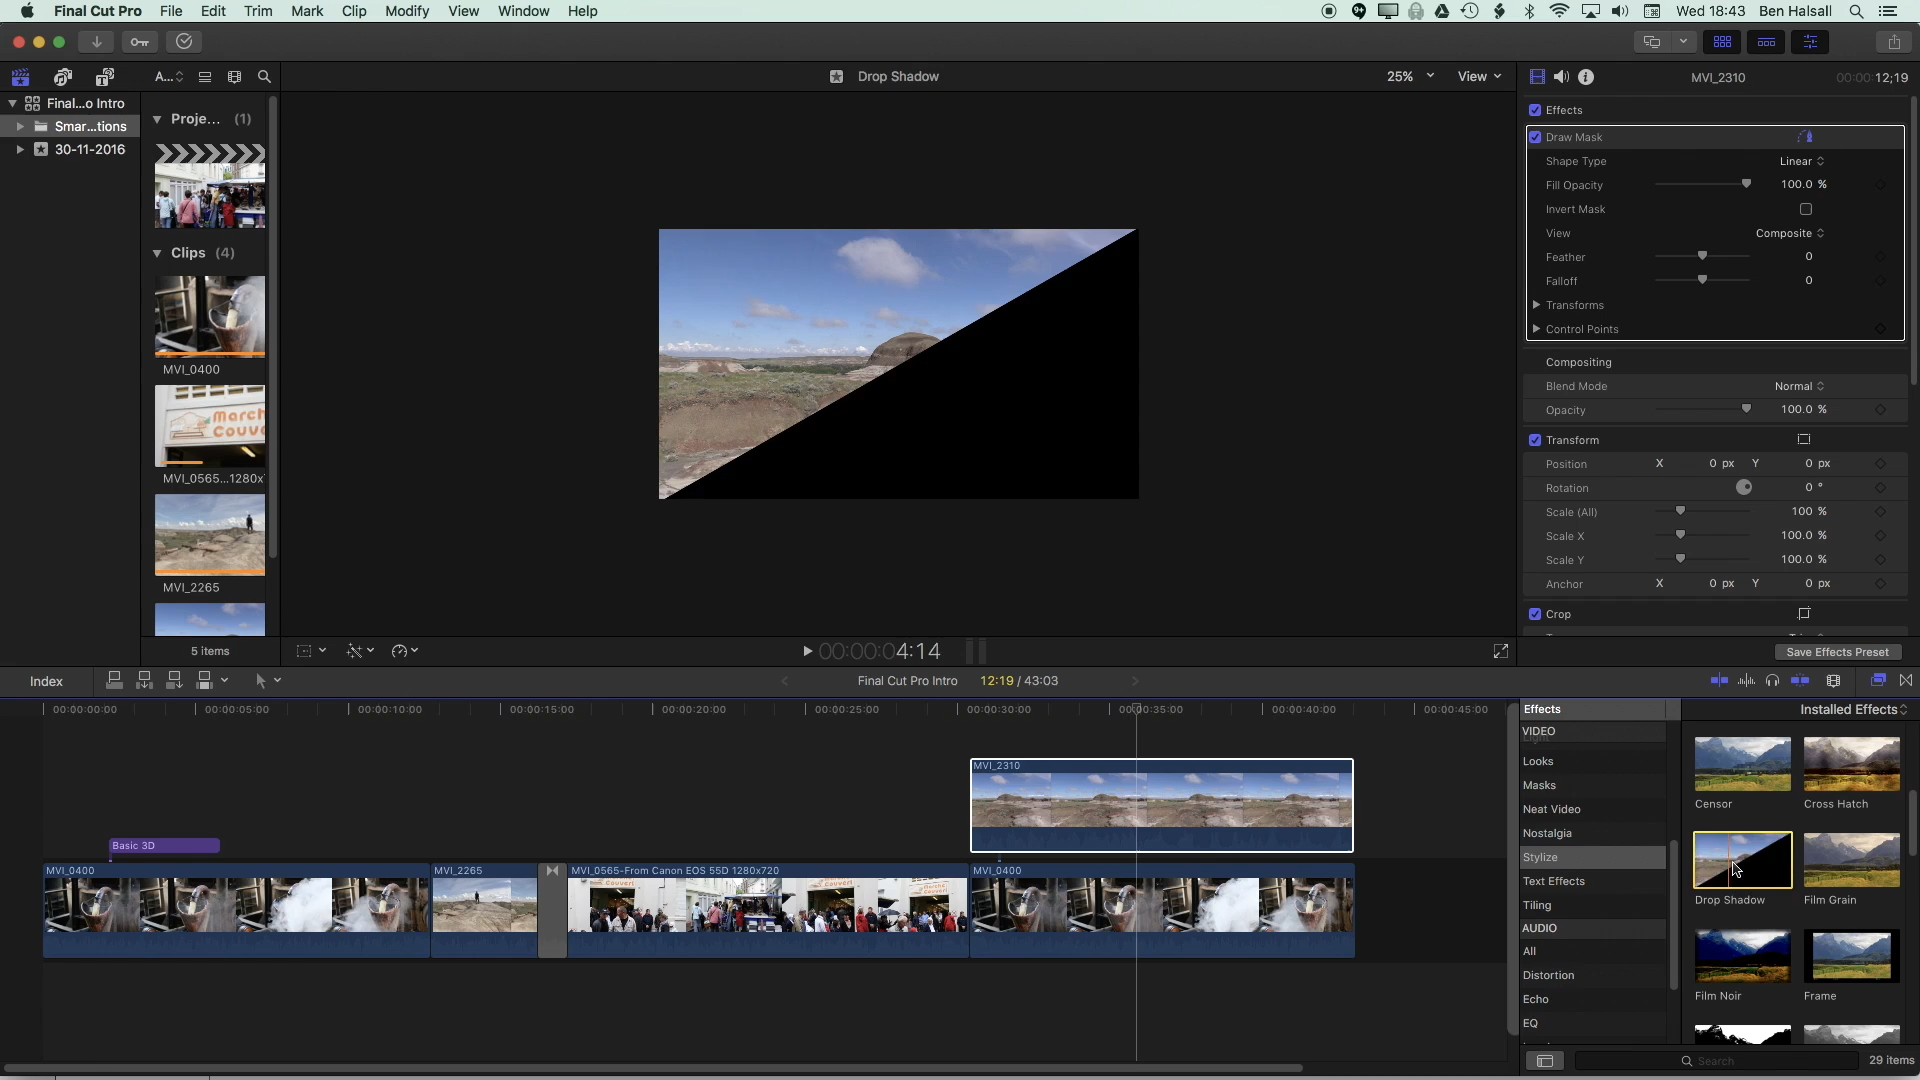 Final Cut Pro File Edit Trim Mark Clip Modify View Window Help
Wed 18:43 Ben Halsall
A...
Drop Shadow
25% View
MVI_2310 00:00:12;19
Final...o Intro
Smar...tions
30-11-2016
Proje... (1)
Clips (4)
MVI_0400
MVI_0565...1280x
MVI_2265
5 items
Effects
Draw Mask
Shape Type Linear
Fill Opacity 100.0 %
Invert Mask
View Composite
Feather 0
Falloff 0
Transforms
Control Points
Compositing
Blend Mode Normal
Opacity 100.0 %
Transform
Position X 0 px Y 0 px
Rotation 0 °
Scale (All) 100 %
Scale X 100.0 %
Scale Y 100.0 %
Anchor X 0 px Y 0 px
Crop
Save Effects Preset
00:00:04:14
Index
Final Cut Pro Intro 12:19 / 43:03
00:00:00:00 00:00:05:00 00:00:10:00 00:00:15:00 00:00:20:00 00:00:25:00 00:00:30:00 00:00:35:00 00:00:40:00 00:00:45:00
MVI_2310
Basic 3D
MVI_0400 MVI_2265 MVI_0565-From Canon EOS 55D 1280x720 MVI_0400
Effects Installed Effects
VIDEO
Looks
Masks
Neat Video
Nostalgia
Stylize
Text Effects
Tiling
AUDIO
All
Distortion
Echo
EQ
Censor Cross Hatch
Drop Shadow Film Grain
Film Noir Frame
Search
29 items